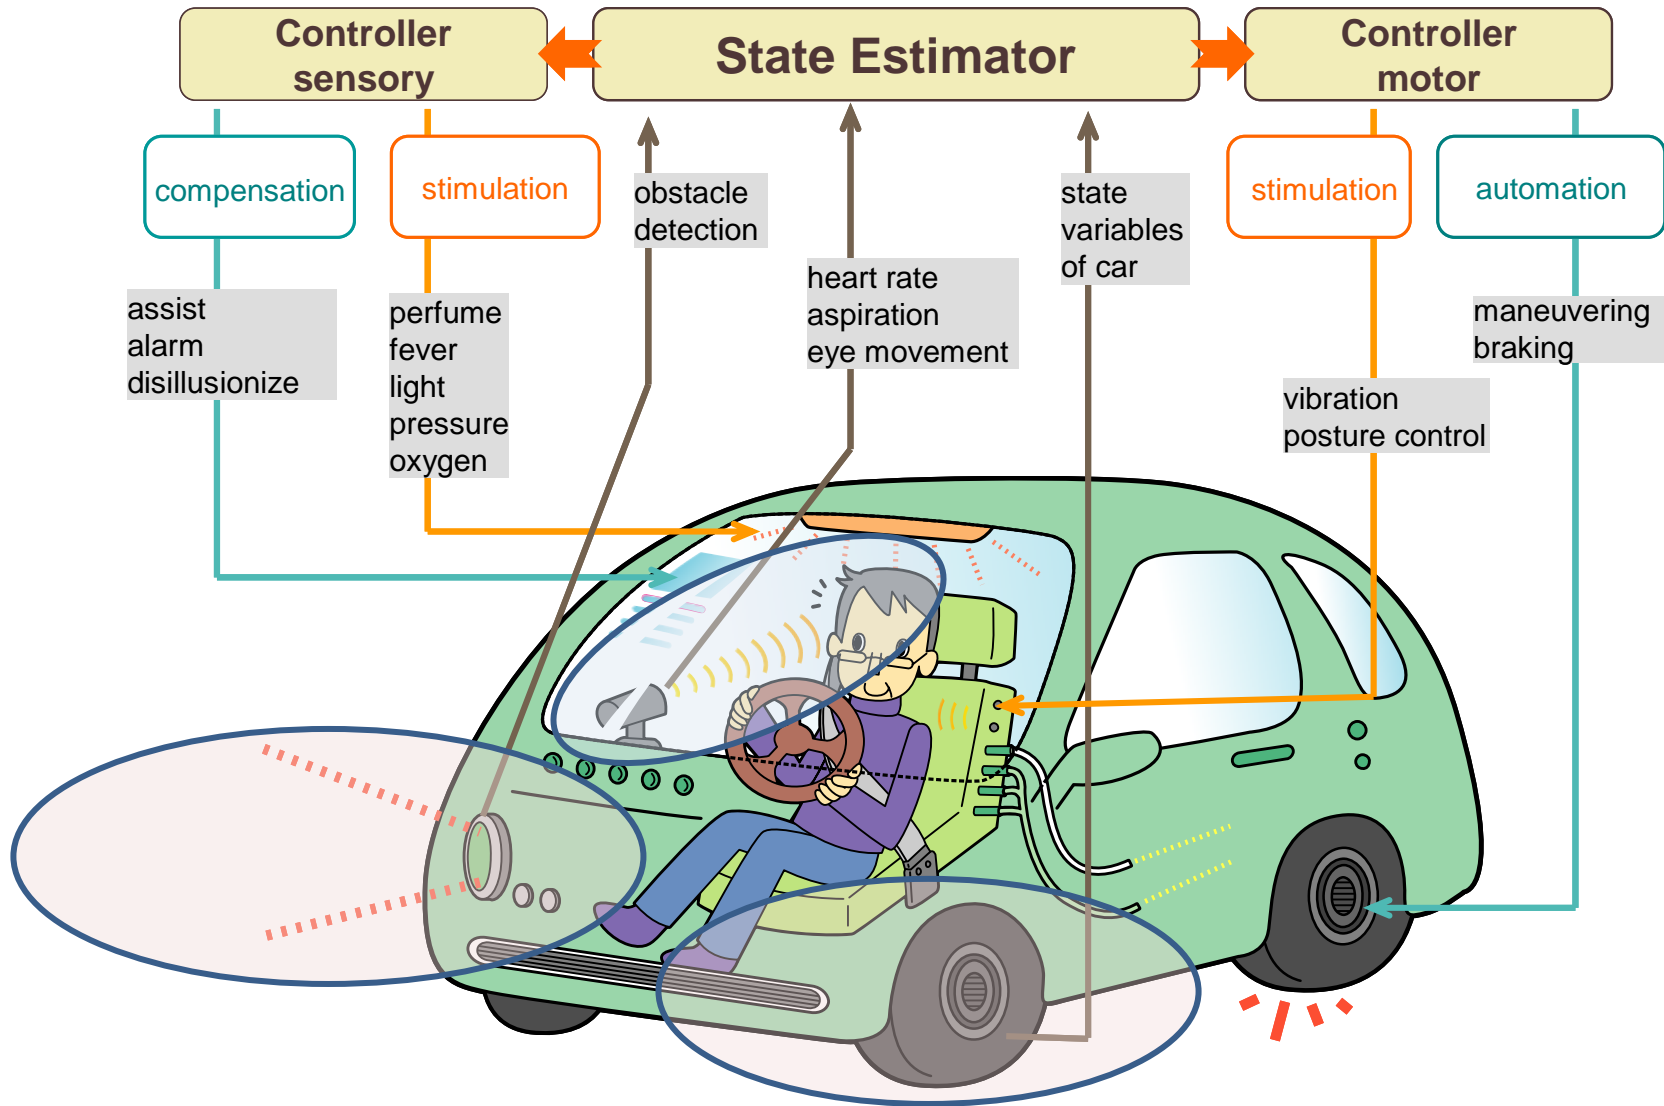 Controller
sensory
State Estimator
Controller
motor
compensation
stimulation
obstacle
detection
state
variables
of car
stimulation
automation
heart rate
aspiration
eye movement
assist
alarm
disillusionize
perfume
fever
light
pressure
oxygen
maneuvering
braking
vibration
posture control